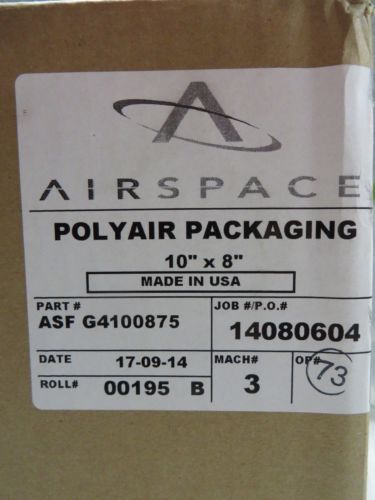 AIRSPACE
POLYAIR PACKAGING
10" x 8"
MADE IN USA
PART # JOB #/P.O.#
ASF G4100875 14080604
DATE 17-09-14 MACH# OP#
ROLL# 00195 B 3 73